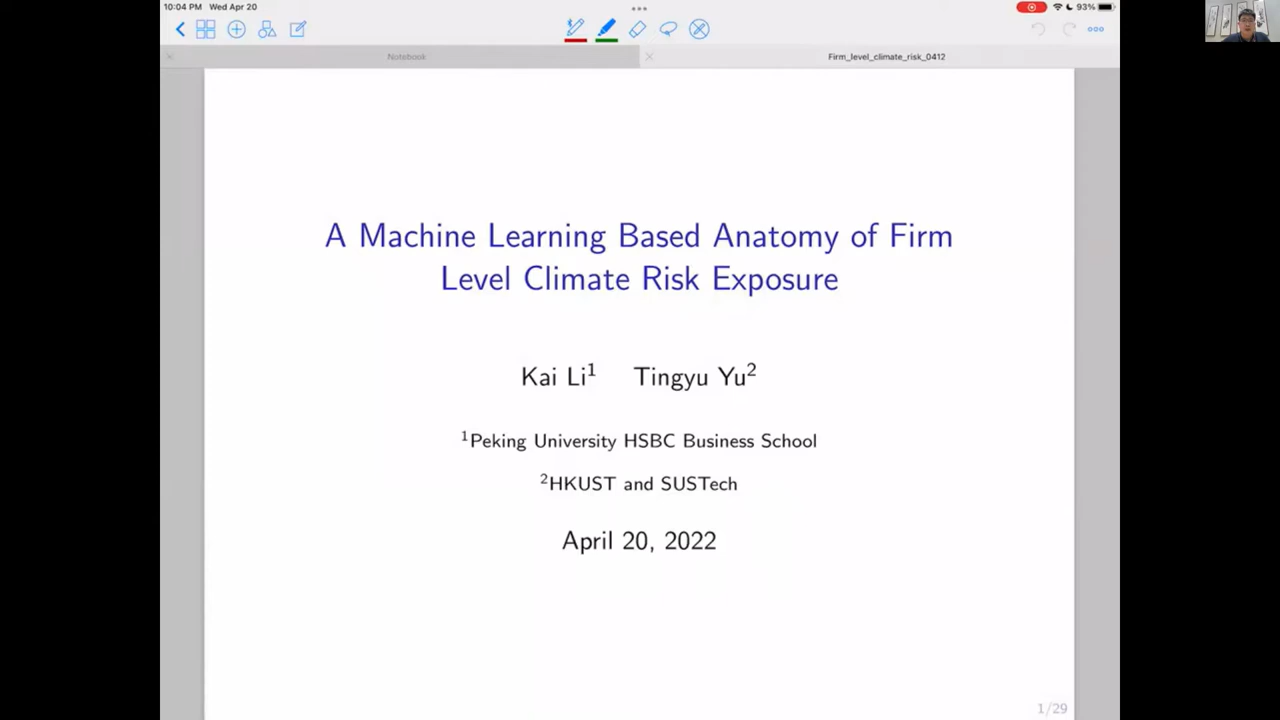 10:04 PM Wed Apr 20
93%
Notebook
Firm_level_climate_risk_0412
A Machine Learning Based Anatomy of Firm
Level Climate Risk Exposure
Kai Li1 Tingyu Yu2
1Peking University HSBC Business School
2HKUST and SUSTech
April 20, 2022
1/29